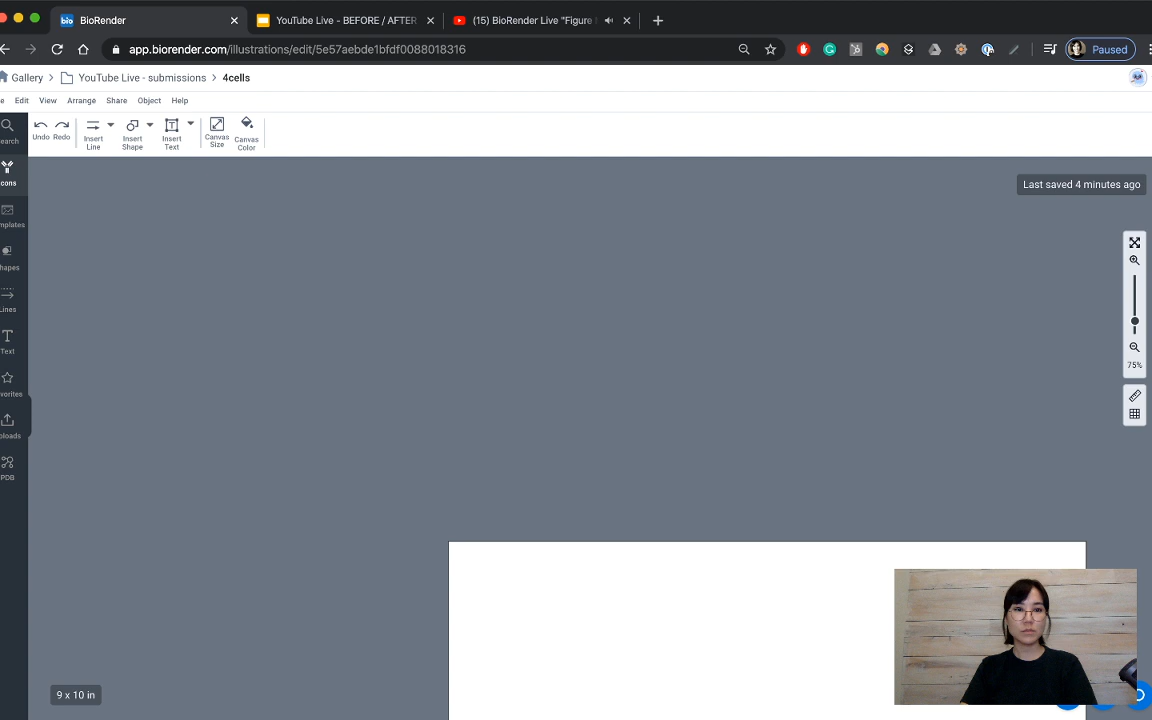 bio BioRender
YouTube Live - BEFORE / AFTER
(15) BioRender Live "Figure
app.biorender.com/illustrations/edit/5e57aebde1bfdf0088018316
Paused
Gallery > YouTube Live - submissions > 4cells
e Edit View Arrange Share Object Help
Undo Redo
Insert Line
Insert Shape
Insert Text
Canvas Size
Canvas Color
earch
cons
mplates
hapes
Lines
Text
vorites
ploads
PDB
Last saved 4 minutes ago
75%
9 x 10 in